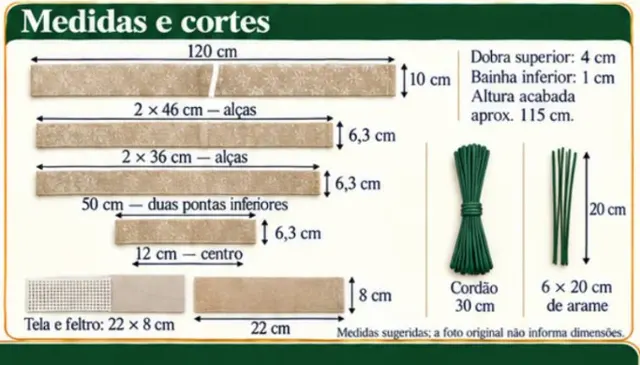 Medidas e cortes
120 cm
10 cm
2 × 46 cm — alças
6,3 cm
2 × 36 cm — alças
6,3 cm
50 cm — duas pontas inferiores
6,3 cm
12 cm — centro
8 cm
Tela e feltro: 22 × 8 cm
22 cm
Dobra superior: 4 cm
Bainha inferior: 1 cm
Altura acabada
aprox. 115 cm.
20 cm
Cordão
30 cm
6 × 20 cm
de arame
Medidas sugeridas; a foto original não informa dimensões.